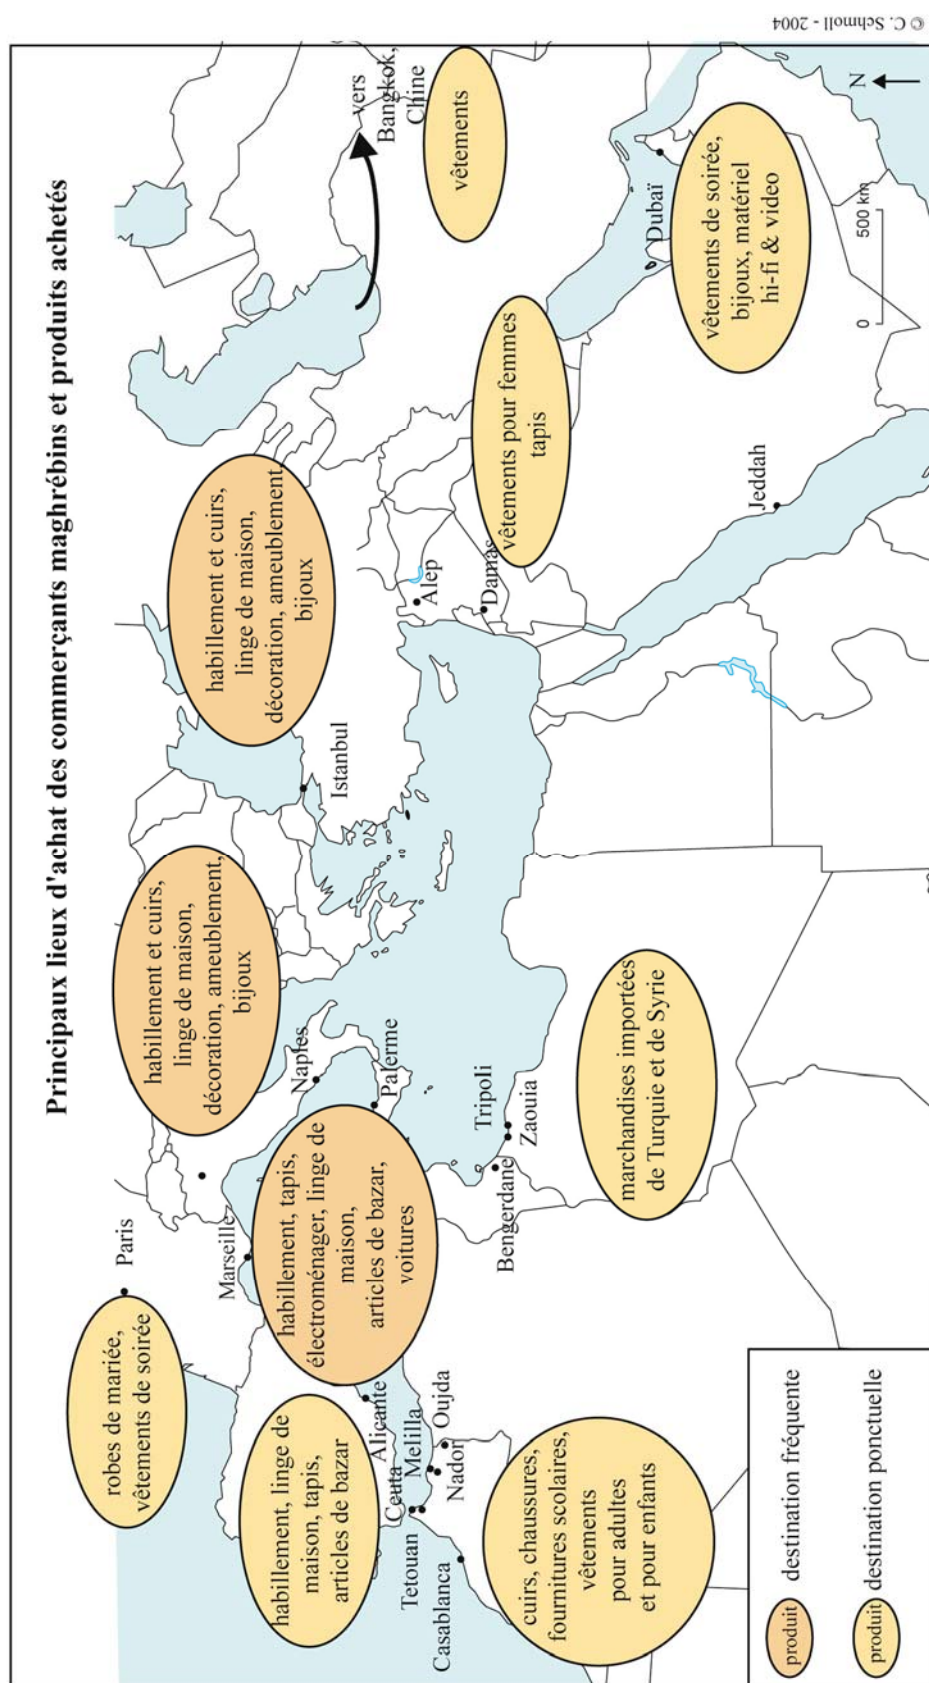 Principaux lieux d'achat des commerçants maghrébins et produits achetés
robes de mariée,
vêtements de soirée
Paris
habillement et cuirs,
linge de maison,
décoration, ameublement,
bijoux
habillement et cuirs,
linge de maison,
décoration, ameublement,
bijoux
vers
Bangkok,
Chine
vêtements
Marseille
Naples
Istanbul
habillement, linge de
maison, tapis,
articles de bazar
habillement, tapis,
électroménager, linge de
maison,
articles de bazar,
voitures
Palerme
Alep
Damas
vêtements pour femmes
tapis
Alicante
Ceuta
Melilla
Tetouan
Nador
Oujda
Casablanca
Tripoli
Zaouia
Bengerdane
Dubaï
vêtements de soirée,
bijoux, matériel
hi-fi & video
Jeddah
cuirs, chaussures,
fournitures scolaires,
vêtements
pour adultes
et pour enfants
marchandises importées
de Turquie et de Syrie
produit destination fréquente
produit destination ponctuelle
0 500 km
N
© C. Schmoll - 2004